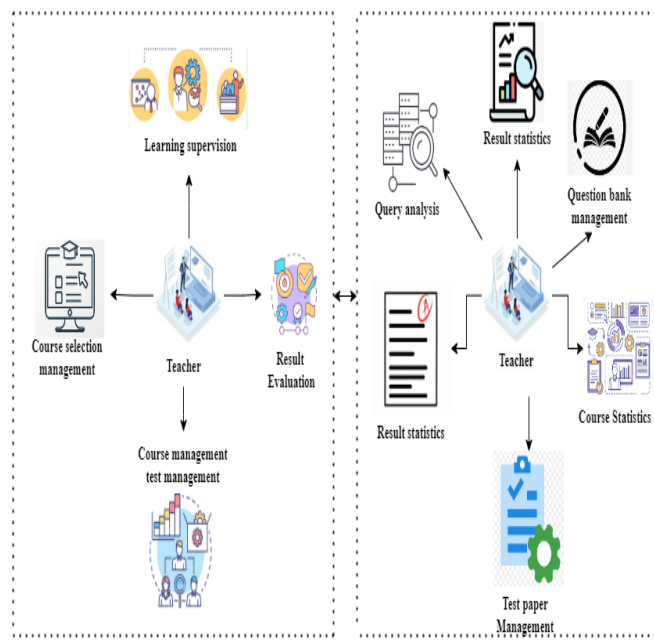 Learning supervision
Course selection
management
Teacher
Result
Evaluation
Course management
test management
Result statistics
Query analysis
Question bank
management
Teacher
Result statistics
Course Statistics
Test paper
Management